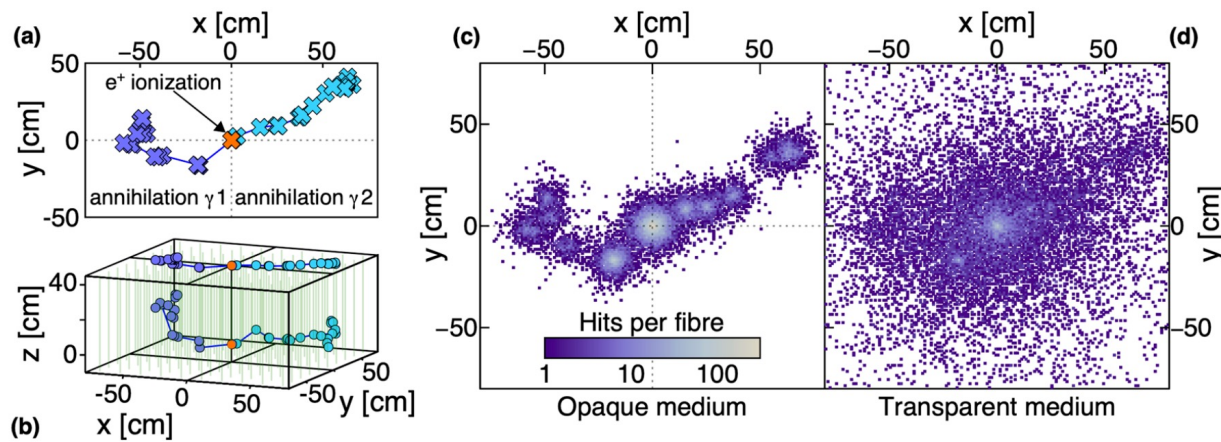 (a)
x [cm]
−50 0 50
50
e⁺ ionization
y [cm]
0
annihilation γ1 annihilation γ2
-50
40
z [cm]
0
-50
0
50
x [cm]
-50
50
y [cm]
(b)
(c)
x [cm]
−50 0 50
50
y [cm]
0
−50
Hits per fibre
1 10 100
Opaque medium
x [cm]
(d)
−50 0 50
50
0
y [cm]
−50
Transparent medium